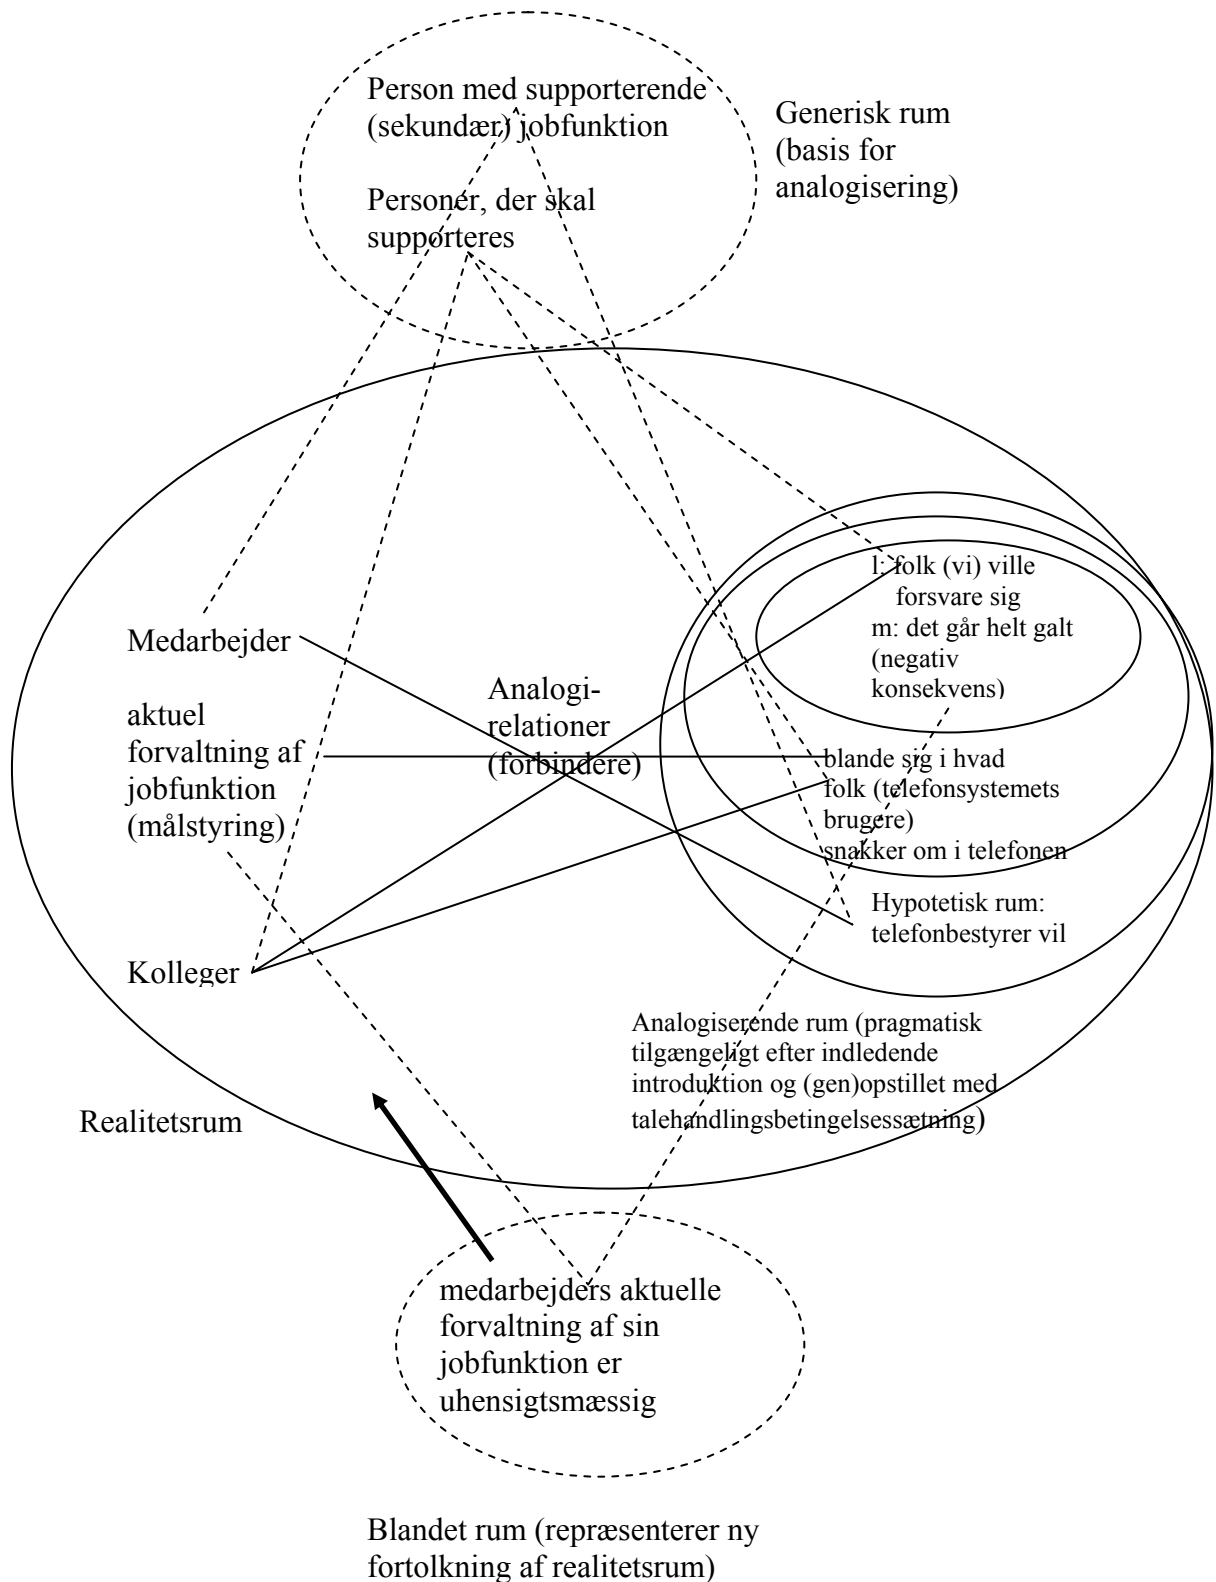 Person med supporterende
(sekundær) jobfunktion
Personer, der skal
supporteres
Generisk rum
(basis for
analogisering)
l: folk (vi) ville
forsvare sig
m: det går helt galt
(negativ
konsekvens)
Medarbejder
Analogi-
relationer
(forbindere)
aktuel
forvaltning af
jobfunktion
(målstyring)
blande sig i hvad
folk (telefonsystemets
brugere)
snakker om i telefonen
Hypotetisk rum:
telefonbestyrer vil
Kolleger
Analogiserende rum (pragmatisk
tilgængeligt efter indledende
introduktion og (gen)opstillet med
talehandlingsbetingelsessætning)
Realitetsrum
medarbejders aktuelle
forvaltning af sin
jobfunktion er
uhensigtsmæssig
Blandet rum (repræsenterer ny
fortolkning af realitetsrum)